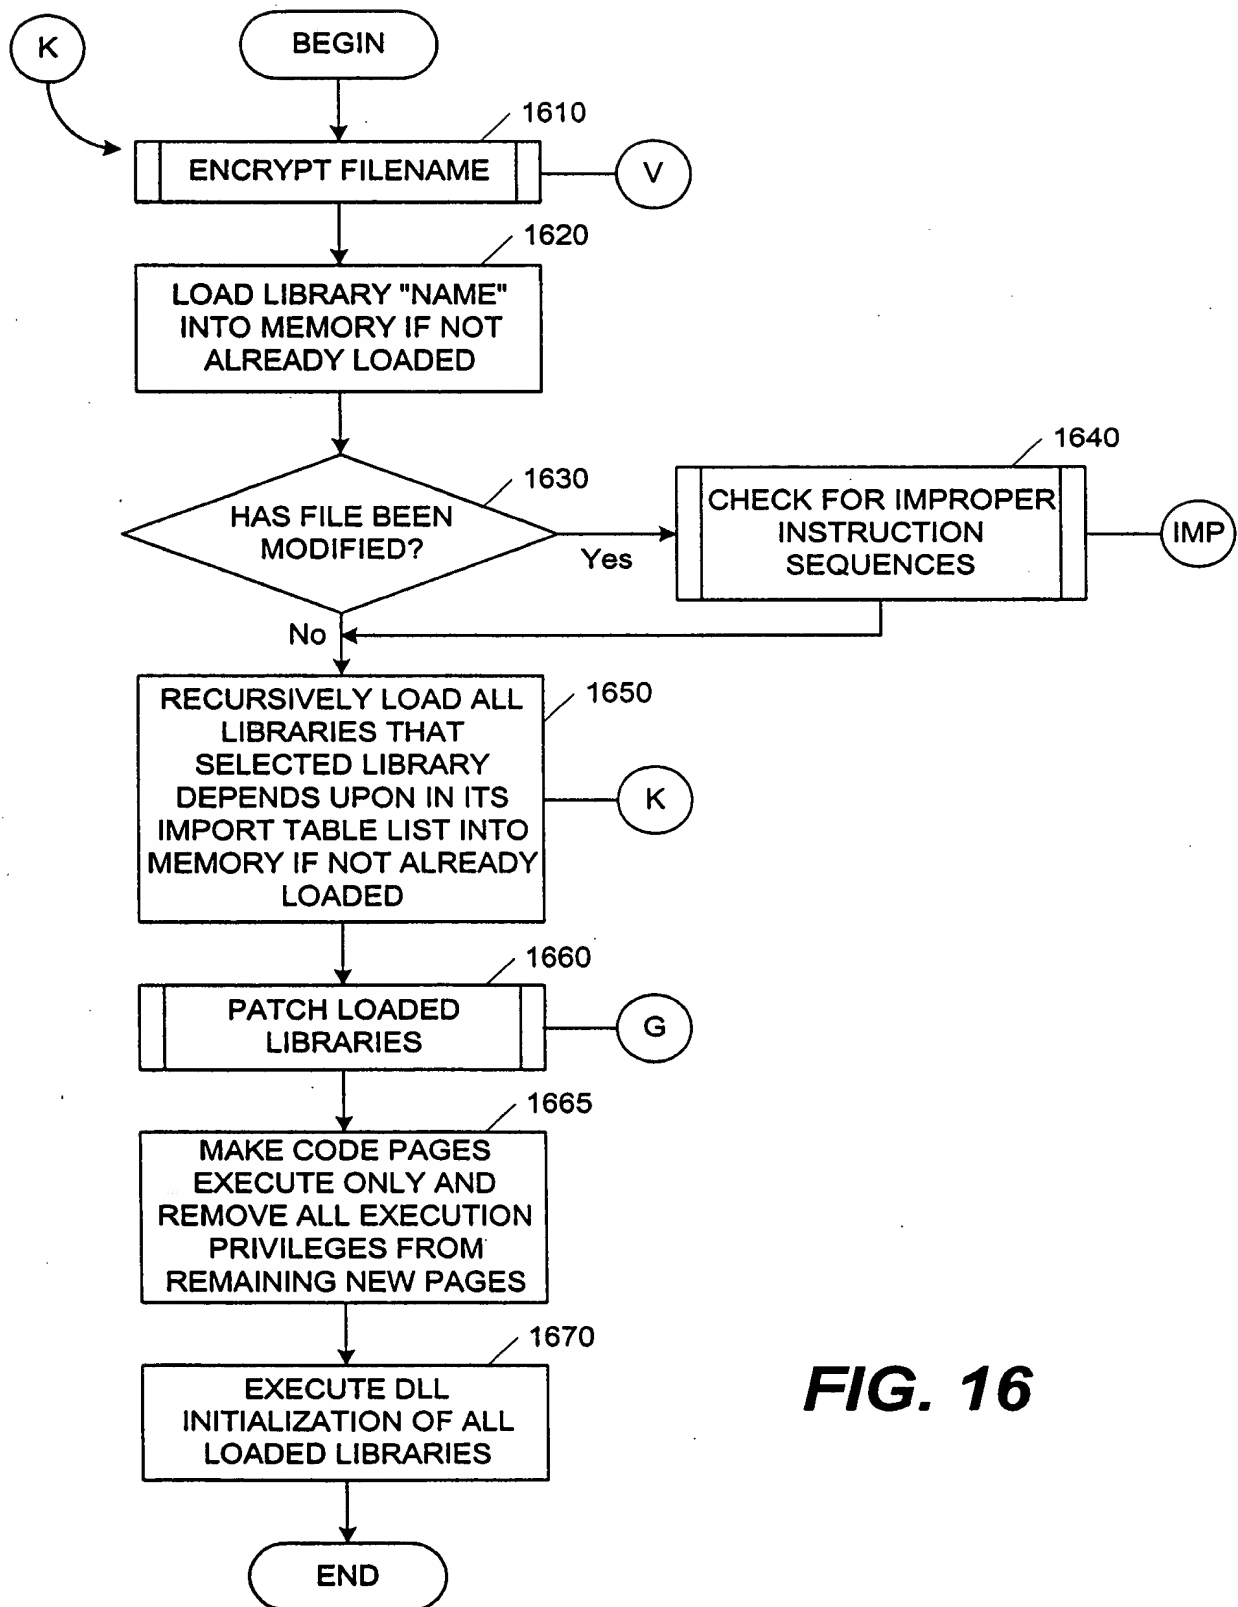 K
BEGIN
1610
ENCRYPT FILENAME
V
1620
LOAD LIBRARY "NAME"
INTO MEMORY IF NOT
ALREADY LOADED
1630
HAS FILE BEEN
MODIFIED?
Yes
1640
CHECK FOR IMPROPER
INSTRUCTION
SEQUENCES
IMP
No
1650
RECURSIVELY LOAD ALL
LIBRARIES THAT
SELECTED LIBRARY
DEPENDS UPON IN ITS
IMPORT TABLE LIST INTO
MEMORY IF NOT ALREADY
LOADED
K
1660
PATCH LOADED
LIBRARIES
G
1665
MAKE CODE PAGES
EXECUTE ONLY AND
REMOVE ALL EXECUTION
PRIVILEGES FROM
REMAINING NEW PAGES
1670
EXECUTE DLL
INITIALIZATION OF ALL
LOADED LIBRARIES
END
FIG. 16